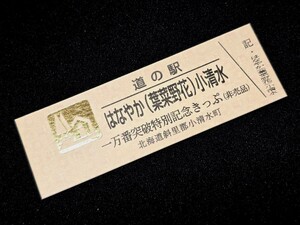 道の駅
はなやか(葉菜野花)小清水
一万番突破特別記念きっぷ(非売品)
北海道斜里郡小清水町